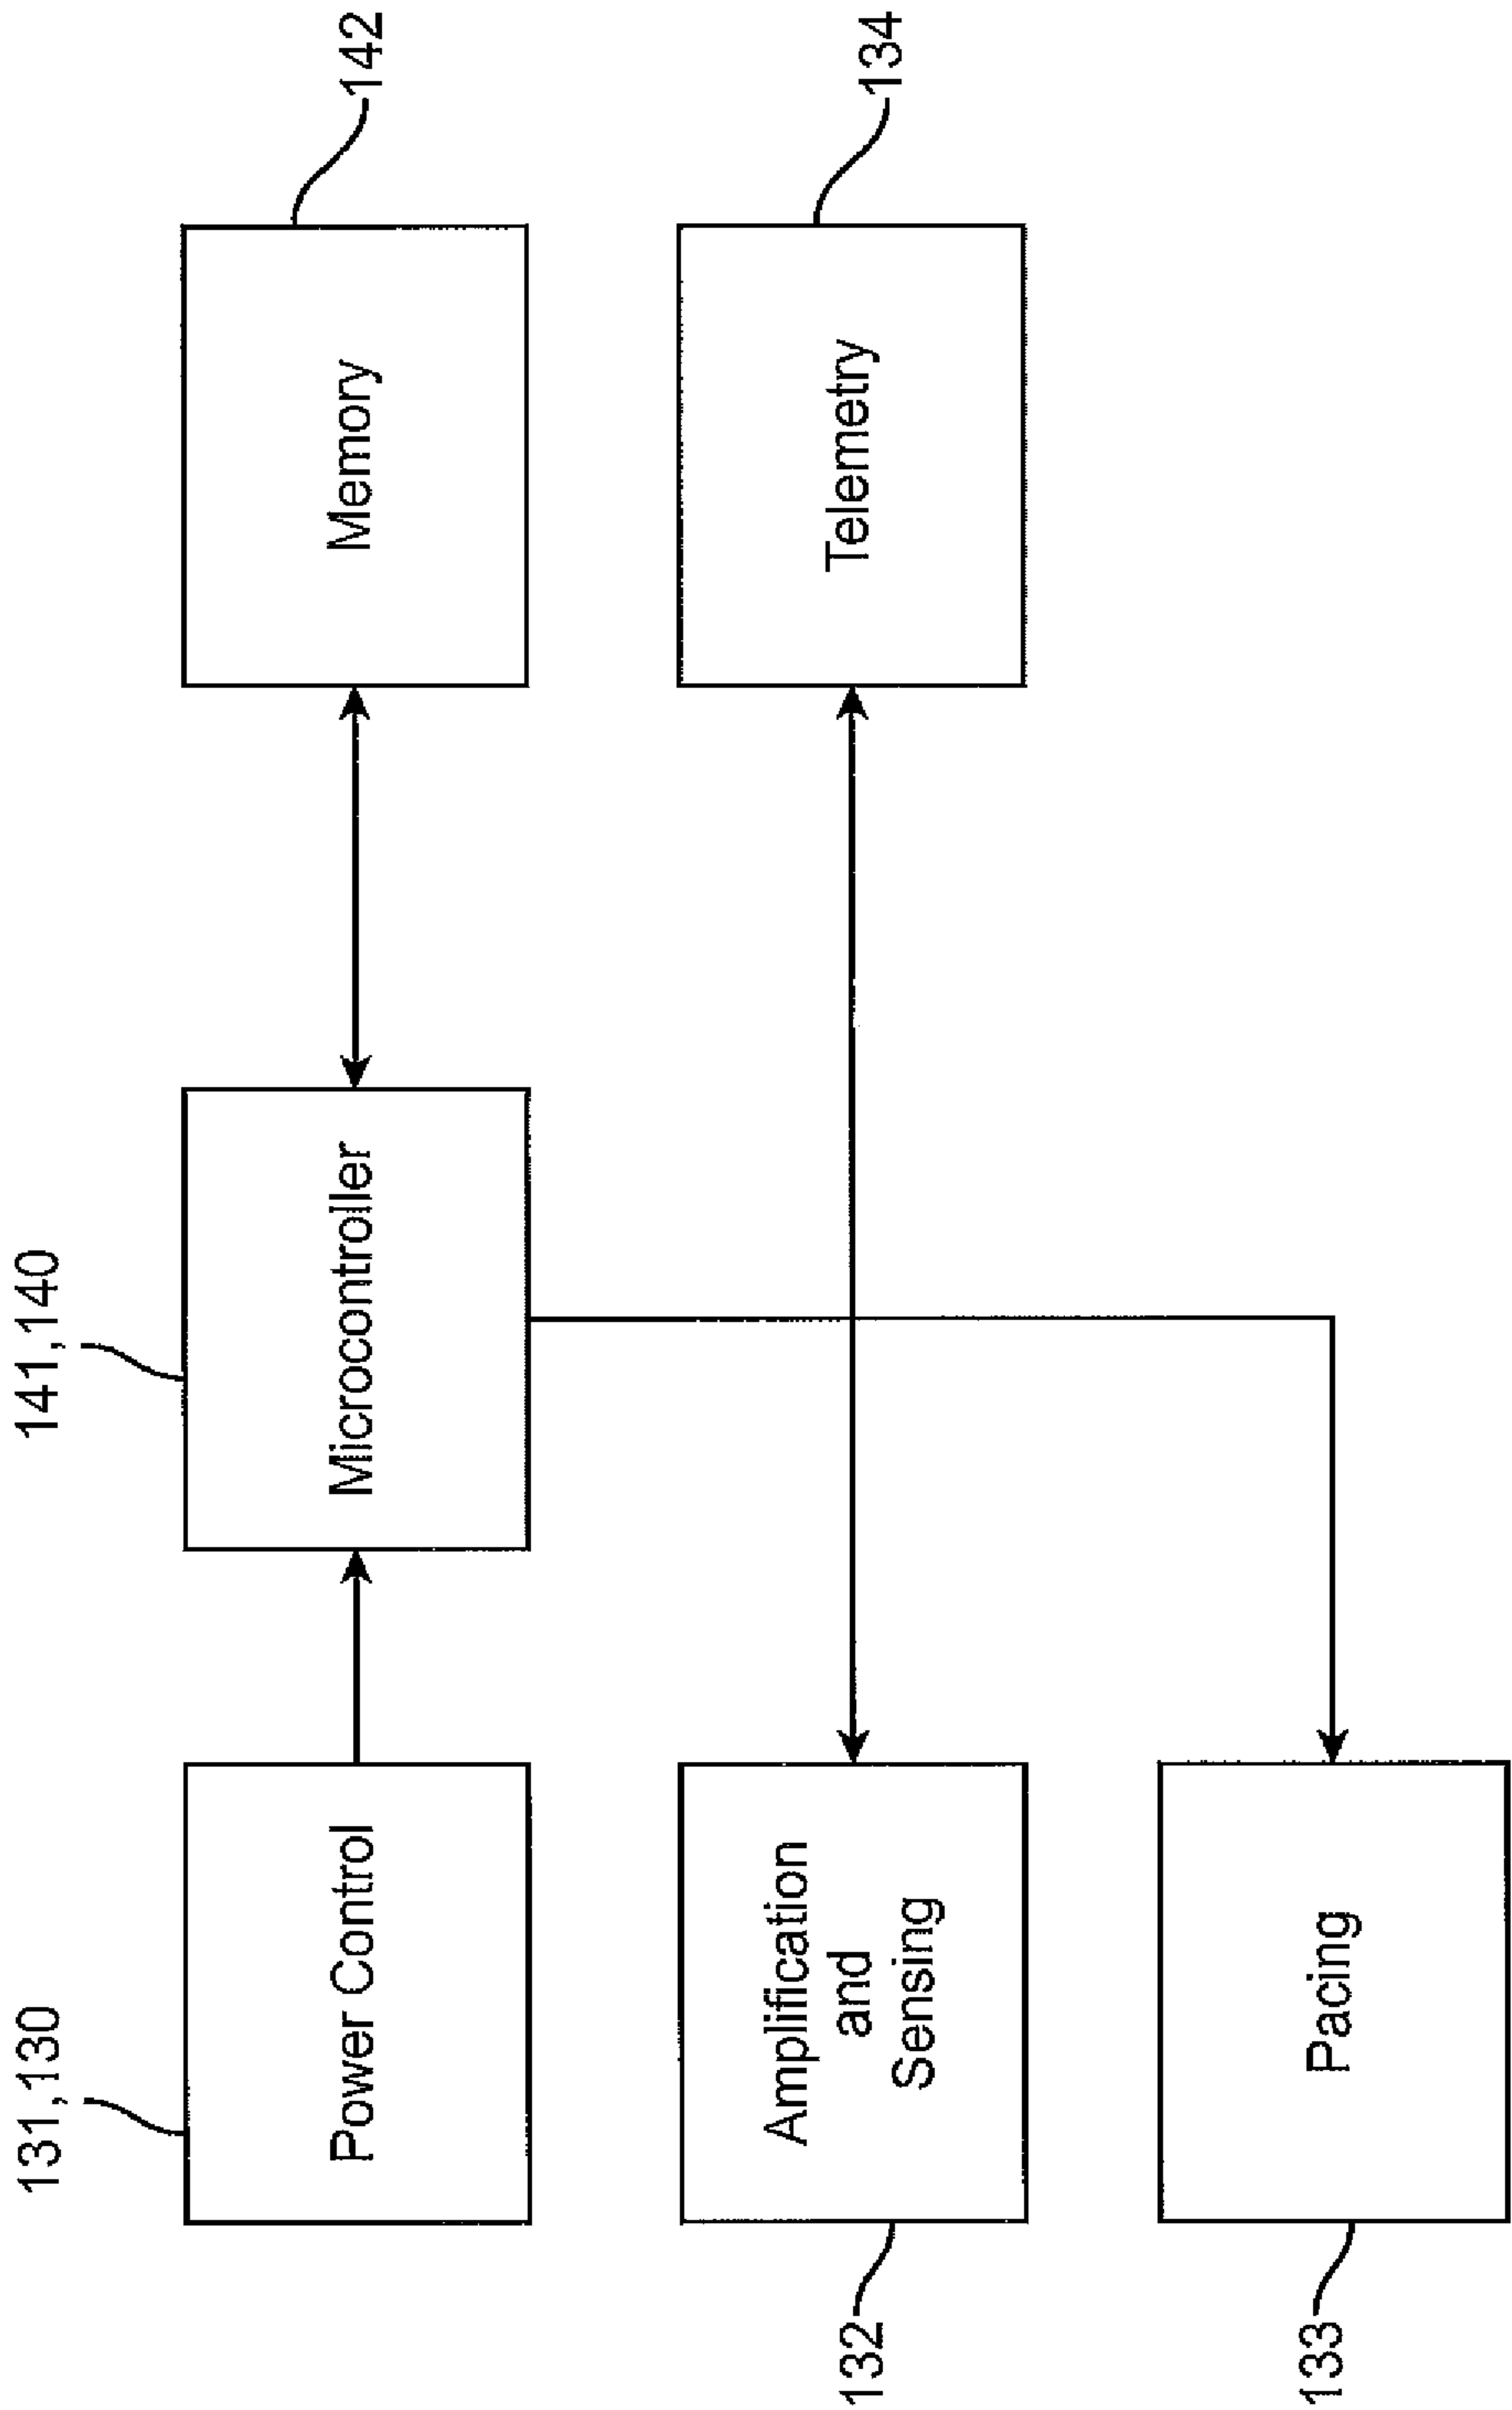 131,130
141,140
Power Control
Microcontroller
Memory
142
132
Amplification
and
Sensing
Telemetry
134
133
Pacing